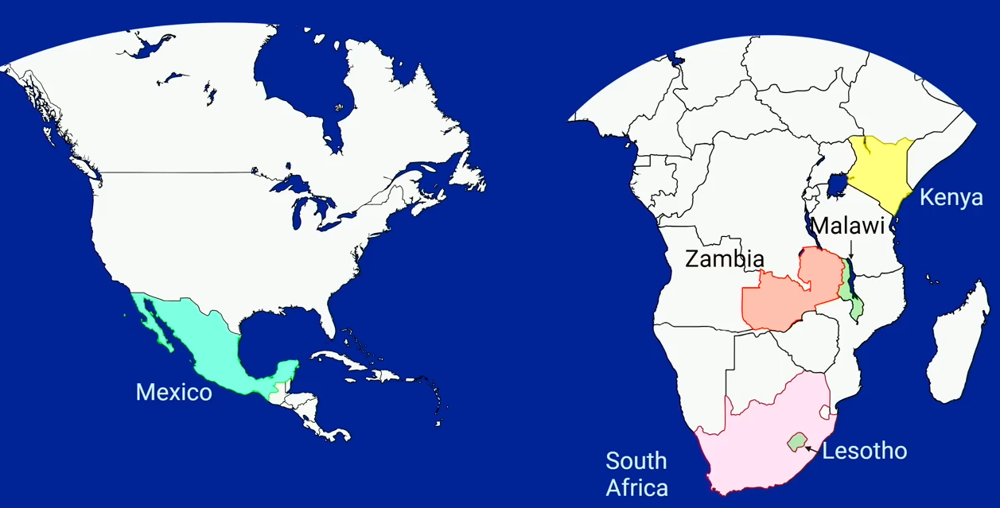 Kenya
Malawi
Zambia
Mexico
Lesotho
South
Africa